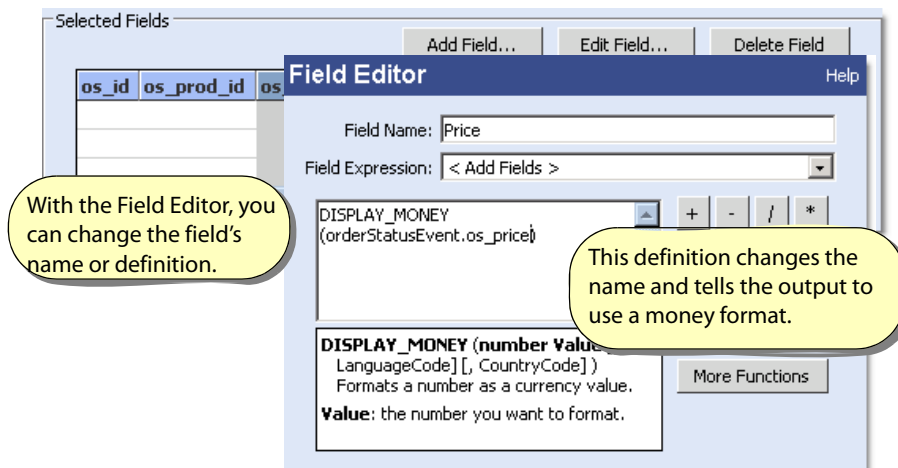 Selected Fields
Add Field...
Edit Field...
Delete Field
os_id os_prod_id os_
Field Editor
Help
Field Name: Price
Field Expression: < Add Fields >
DISPLAY_MONEY
(orderStatusEvent.os_price)
+ - / *
With the Field Editor, you
can change the field's
name or definition.
This definition changes the
name and tells the output to
use a money format.
DISPLAY_MONEY (number Value
LanguageCode] [, CountryCode] )
Formats a number as a currency value.
Value: the number you want to format.
More Functions